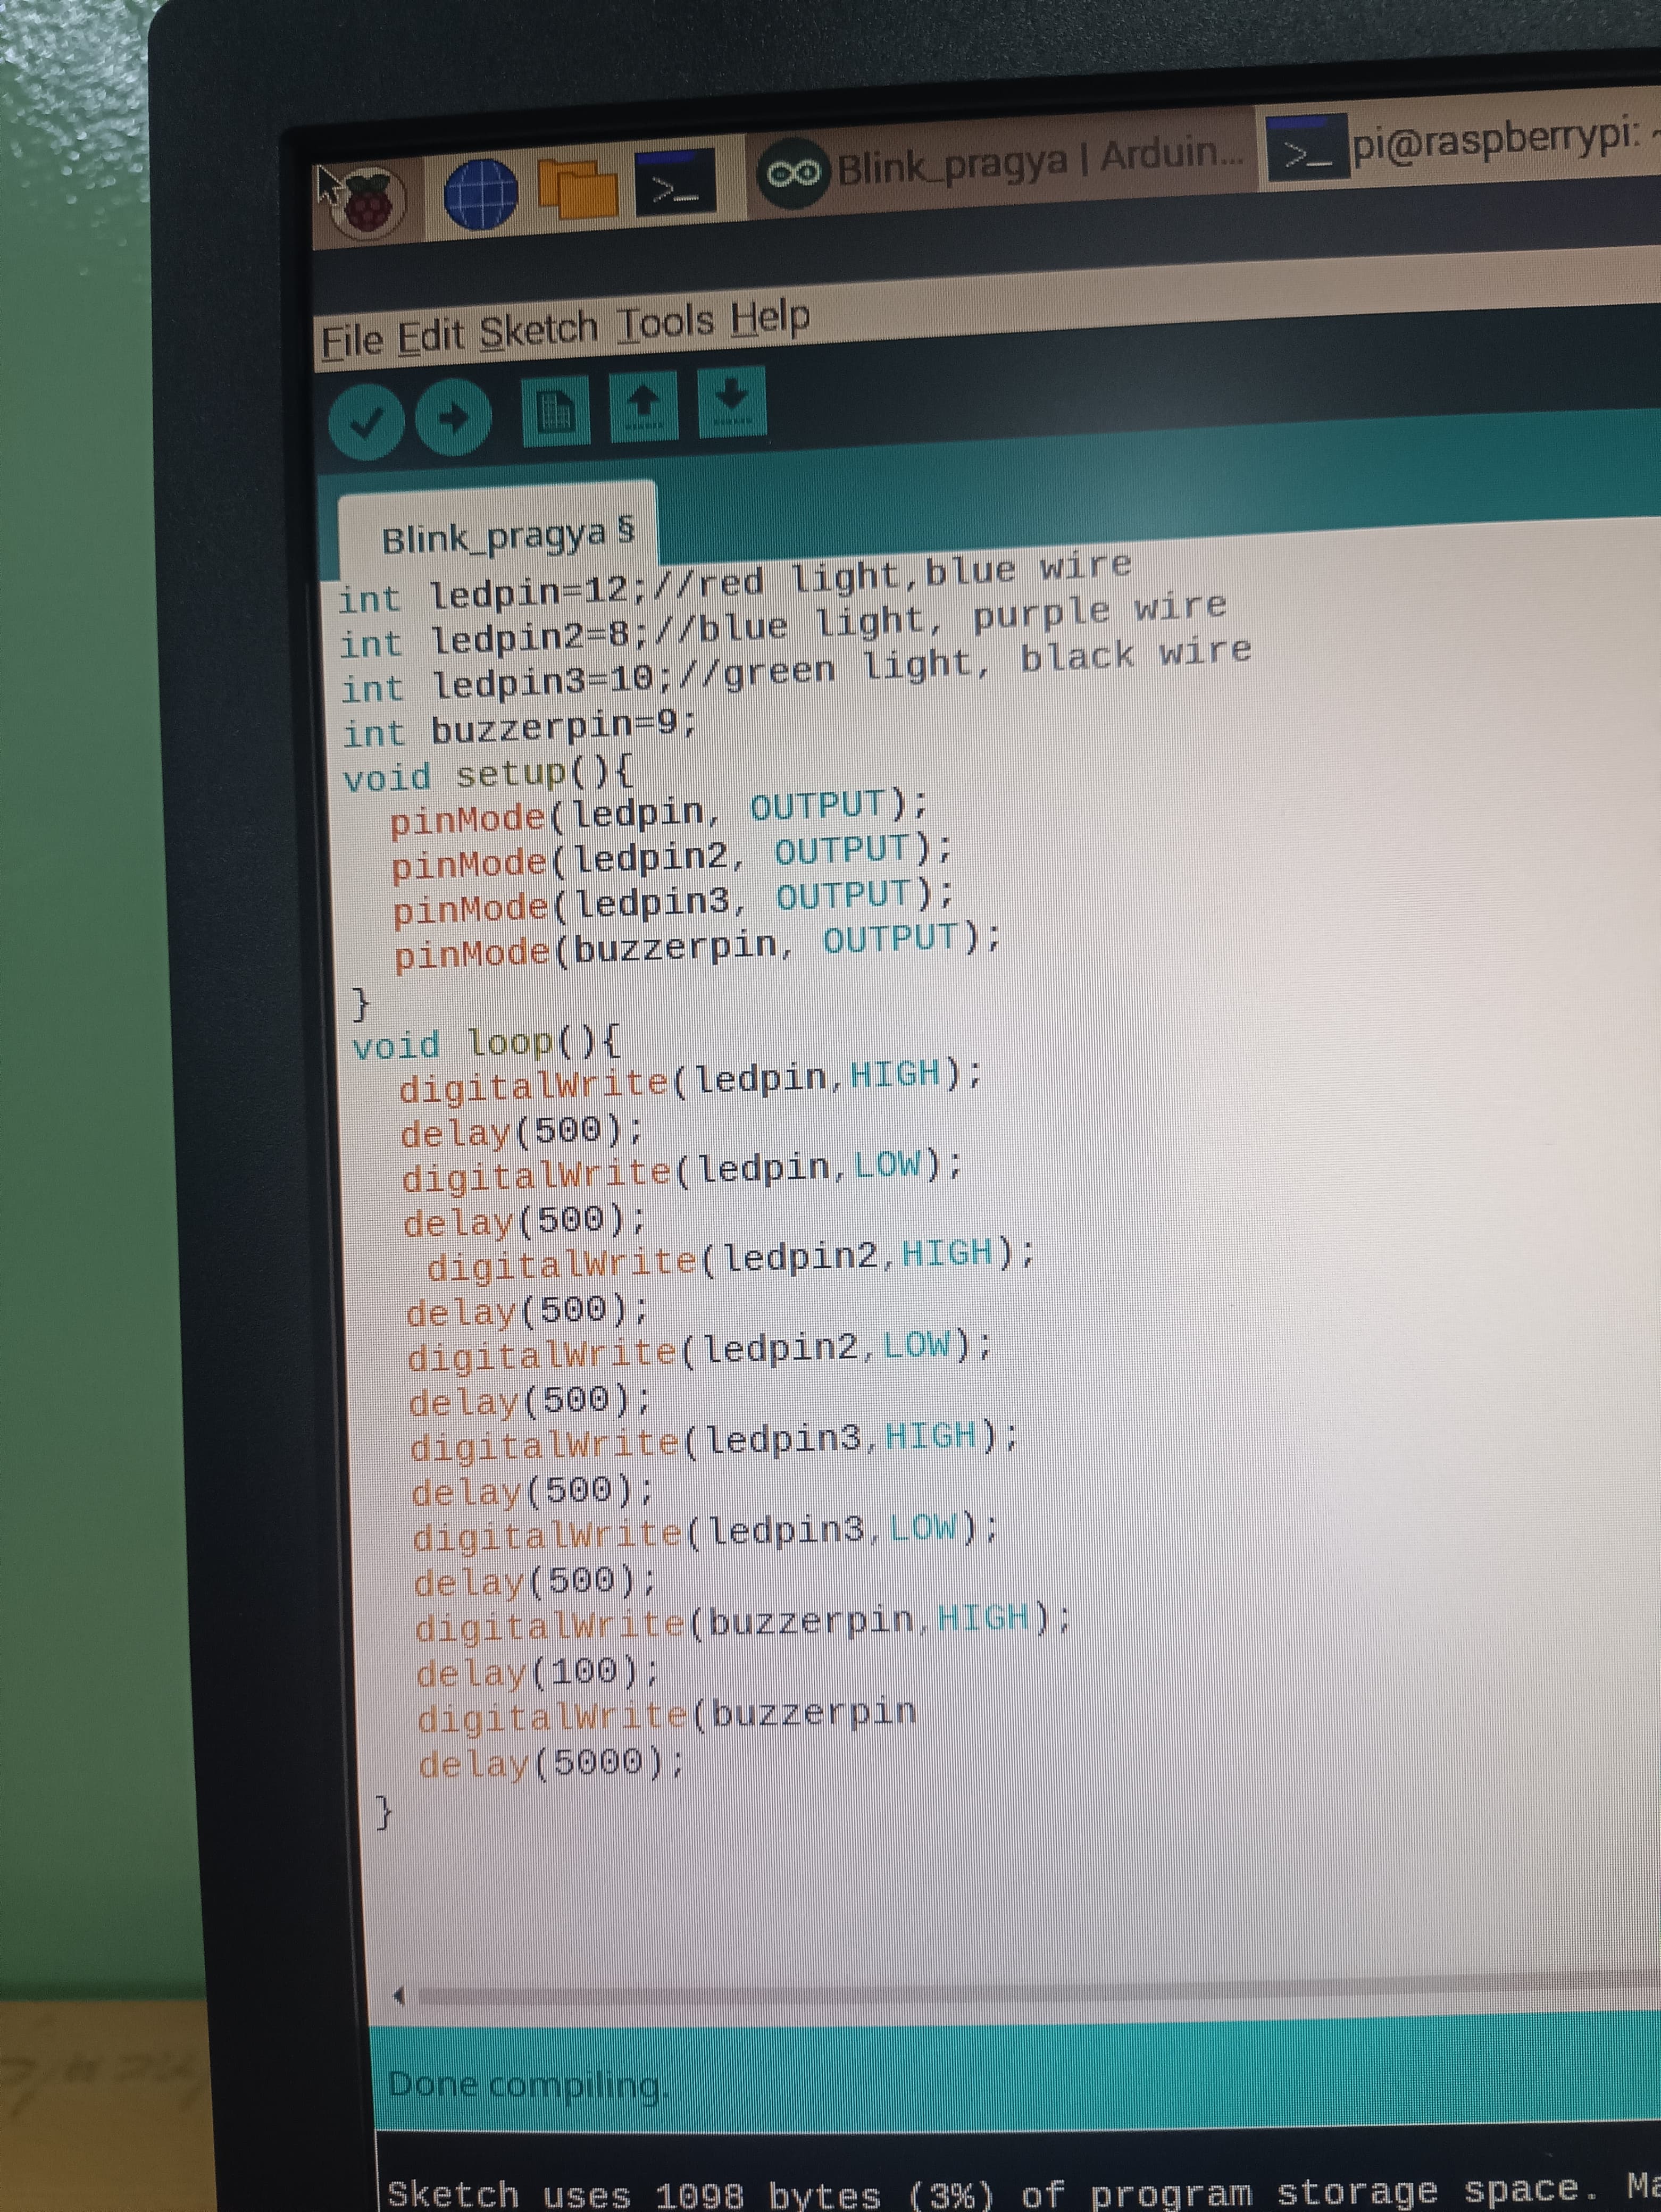 Blink_pragya | Arduin...
pi@raspberrypi: ~
File Edit Sketch Tools Help
Blink_pragya §
int ledpin=12;//red light,blue wire
int ledpin2=8;//blue light, purple wire
int ledpin3=10;//green light, black wire
int buzzerpin=9;
void setup(){
  pinMode(ledpin, OUTPUT);
  pinMode(ledpin2, OUTPUT);
  pinMode(ledpin3, OUTPUT);
  pinMode(buzzerpin, OUTPUT);
}
void loop(){
  digitalWrite(ledpin,HIGH);
  delay(500);
  digitalWrite(ledpin,LOW);
  delay(500);
   digitalWrite(ledpin2,HIGH);
  delay(500);
  digitalWrite(ledpin2,LOW);
  delay(500);
  digitalWrite(ledpin3,HIGH);
  delay(500);
  digitalWrite(ledpin3,LOW);
  delay(500);
  digitalWrite(buzzerpin,HIGH);
  delay(100);
  digitalWrite(buzzerpin
  delay(5000);
}
Done compiling.
Sketch uses 1098 bytes (3%) of program storage space.